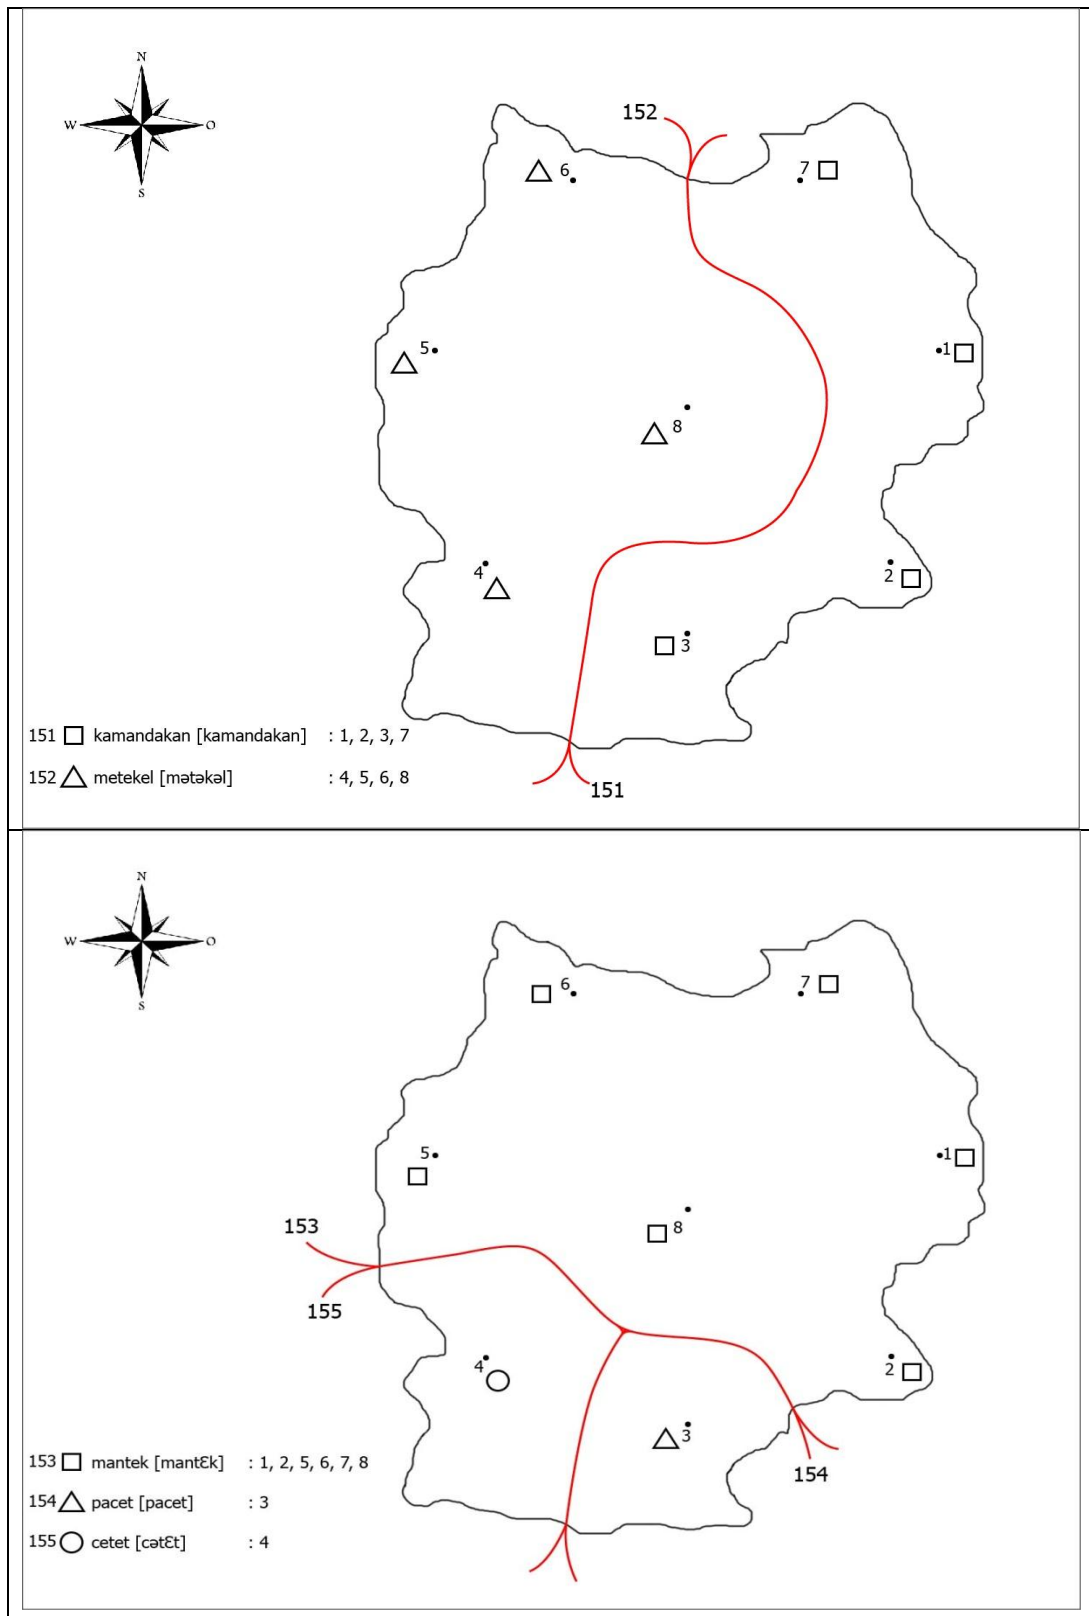 N
W
O
S
152
6
7
5
1
8
4
2
3
151 kamandakan [kamandakan] : 1, 2, 3, 7
152 metekel [mətəkəl] : 4, 5, 6, 8
151
N
W
O
S
6
7
5
1
153
8
155
4
2
3
154
153 mantek [mantƐk] : 1, 2, 5, 6, 7, 8
154 pacet [pacet] : 3
155 cetet [cətƐt] : 4